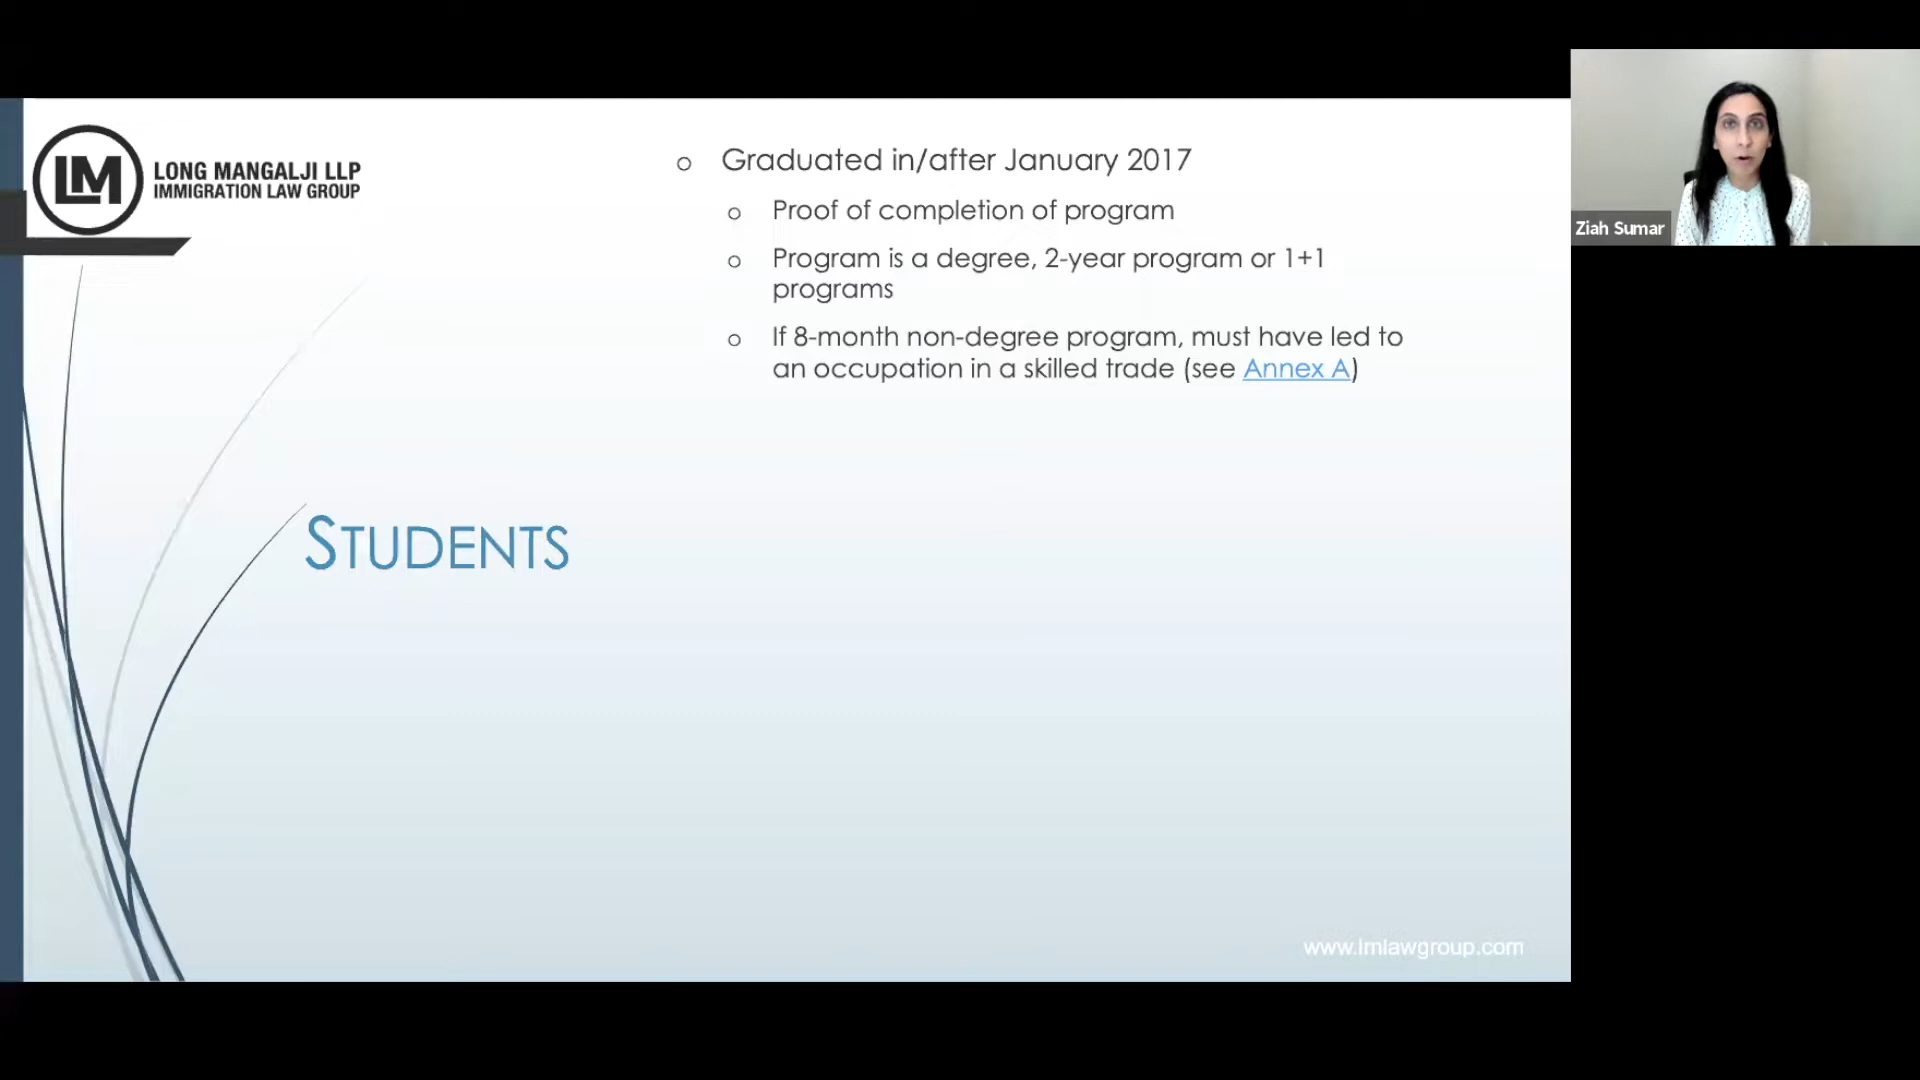 LM
LONG MANGALJI LLP
IMMIGRATION LAW GROUP
STUDENTS
o Graduated in/after January 2017
o Proof of completion of program
o Program is a degree, 2-year program or 1+1
programs
o If 8-month non-degree program, must have led to
an occupation in a skilled trade (see Annex A)
www.lmlawgroup.com
Ziah Sumar